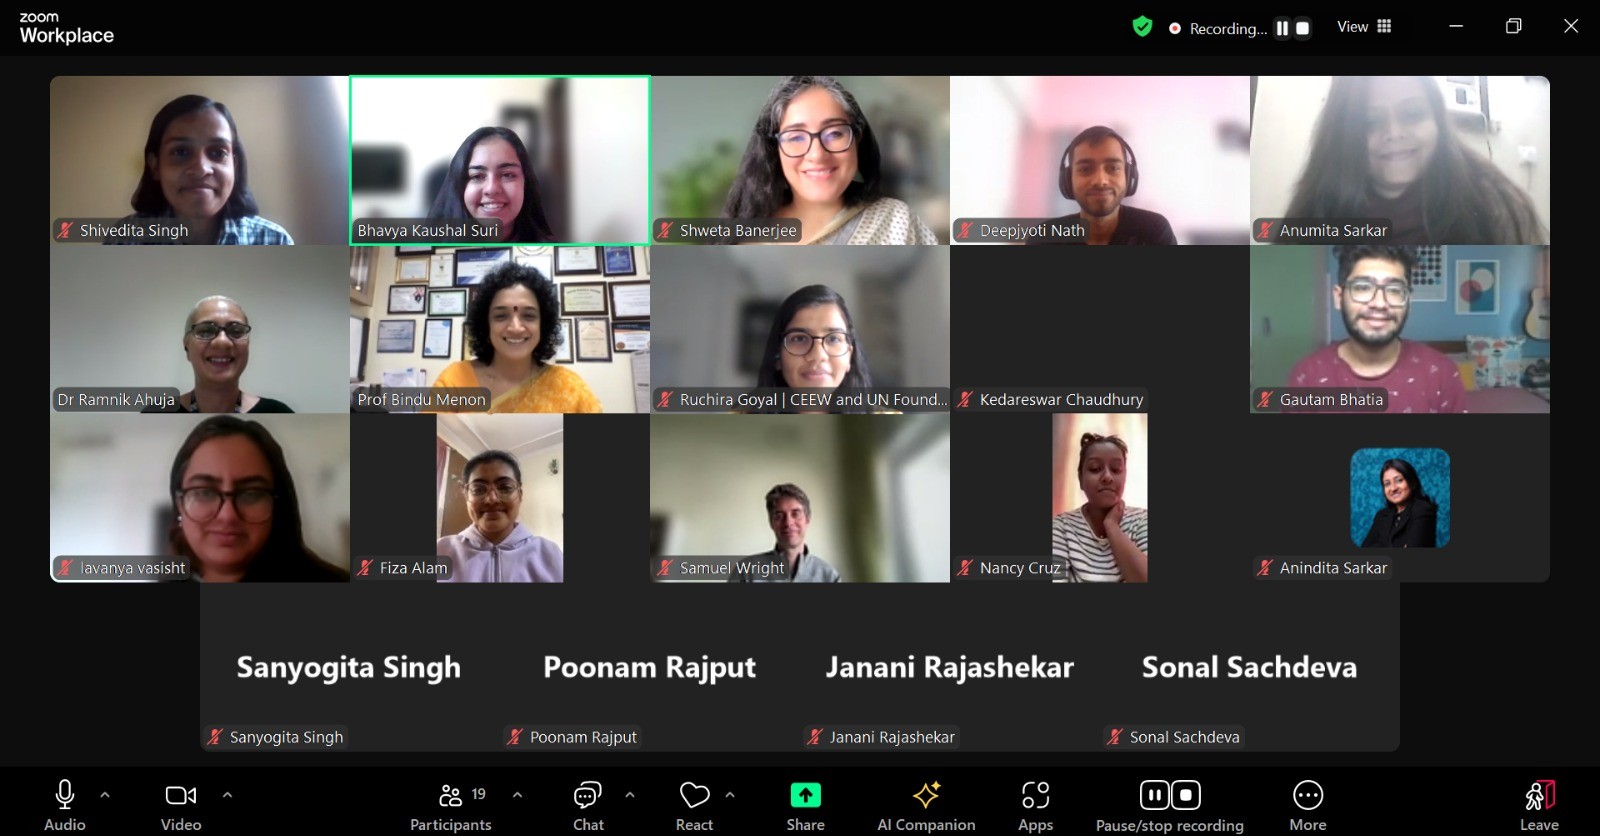 zoom
Workplace
Recording...
View
Shivedita Singh
Bhavya Kaushal Suri
Shweta Banerjee
Deepjyoti Nath
Anumita Sarkar
Dr Ramnik Ahuja
Prof Bindu Menon
Ruchira Goyal | CEEW and UN Found...
Kedareswar Chaudhury
Gautam Bhatia
lavanya vasisht
Fiza Alam
Samuel Wright
Nancy Cruz
Anindita Sarkar
Sanyogita Singh
Poonam Rajput
Janani Rajashekar
Sonal Sachdeva
Sanyogita Singh
Poonam Rajput
Janani Rajashekar
Sonal Sachdeva
19
Audio
Video
Participants
Chat
React
Share
AI Companion
Apps
Pause/stop recording
More
Leave